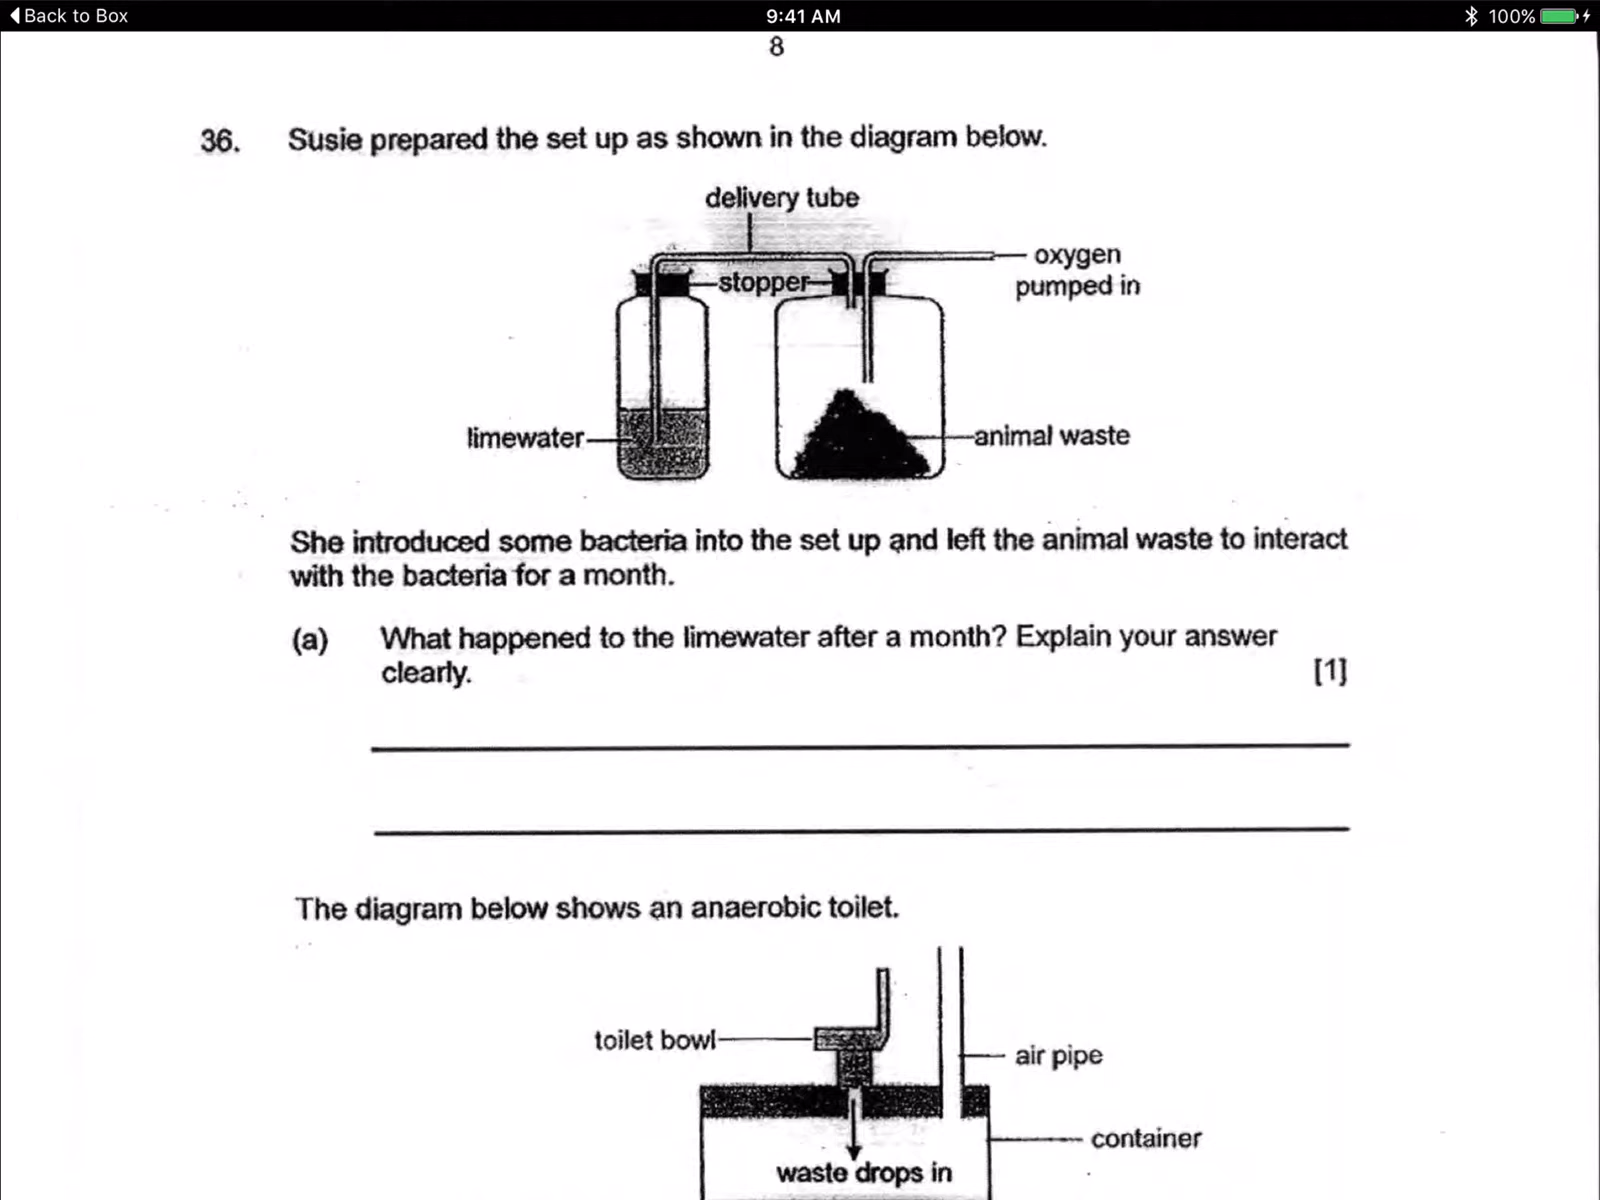 Back to Box
9:41 AM
100%
8
36. Susie prepared the set up as shown in the diagram below.
delivery tube
oxygen
pumped in
stopper
limewater
animal waste
She introduced some bacteria into the set up and left the animal waste to interact
with the bacteria for a month.
(a) What happened to the limewater after a month? Explain your answer
clearly. [1]
The diagram below shows an anaerobic toilet.
toilet bowl
air pipe
container
waste drops in